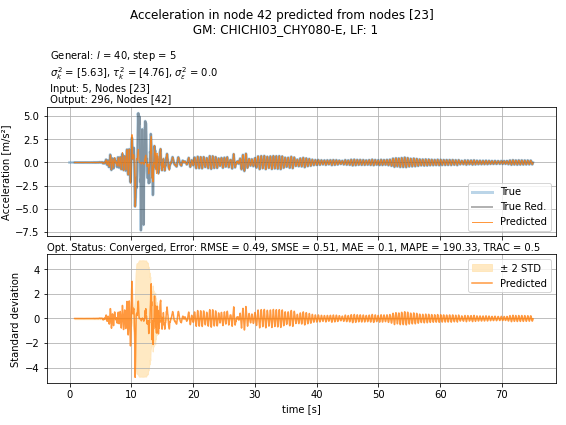 Acceleration in node 42 predicted from nodes [23]
GM: CHICHI03_CHY080-E, LF: 1
General: l = 40, step = 5
σ²ₖ = [5.63], τ²ₖ = [4.76], σ²ε = 0.0
Input: 5, Nodes [23]
Output: 296, Nodes [42]
Acceleration [m/s²]
5.0
2.5
0.0
−2.5
−5.0
−7.5
True
True Red.
Predicted
Opt. Status: Converged, Error: RMSE = 0.49, SMSE = 0.51, MAE = 0.1, MAPE = 190.33, TRAC = 0.5
Standard deviation
4
2
0
−2
−4
± 2 STD
Predicted
0 10 20 30 40 50 60 70
time [s]